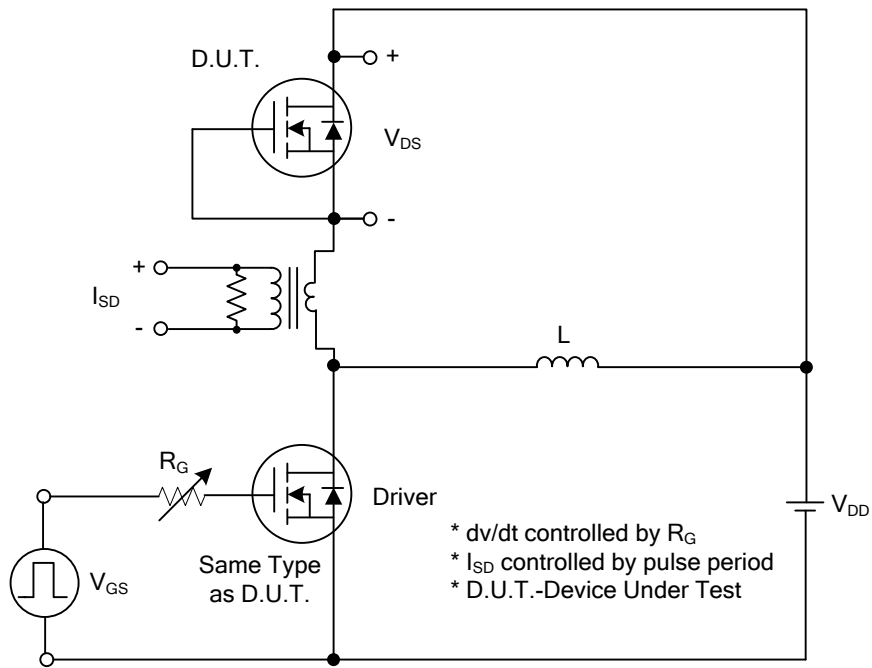 D.U.T.
+
V_DS
-
+
I_SD
-
L
R_G
Driver
V_DD
Same Type
as D.U.T.
V_GS
* dv/dt controlled by R_G
* I_SD controlled by pulse period
* D.U.T.-Device Under Test